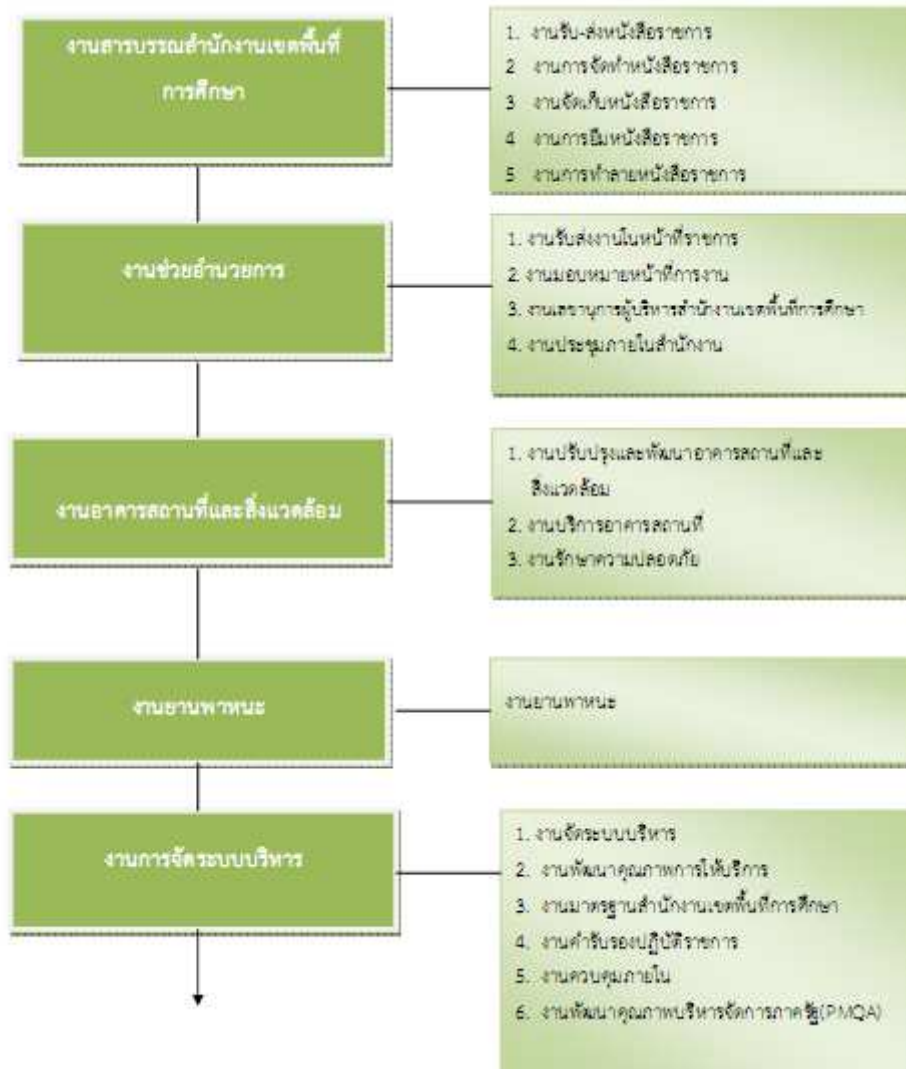 งานสารบรรณสำนักงานเขตพื้นที่
การศึกษา
1. งานรับ-ส่งหนังสือราชการ
2 งานการจัดทำหนังสือราชการ
3 งานจัดเก็บหนังสือราชการ
4 งานการยืมหนังสือราชการ
5 งานการทำลายหนังสือราชการ
งานช่วยอำนวยการ
1. งานรับส่งงานในหน้าที่ราชการ
2. งานมอบหมายหน้าที่การงาน
3. งานเลขานุการผู้บริหารสำนักงานเขตพื้นที่การศึกษา
4. งานประชุมภายในสำนักงาน
งานอาคารสถานที่และสิ่งแวดล้อม
1. งานปรับปรุงและพัฒนาอาคารสถานที่และ
สิ่งแวดล้อม
2. งานบริการอาคารสถานที่
3. งานรักษาความปลอดภัย
งานยานพาหนะ
งานยานพาหนะ
งานการจัดระบบบริหาร
1. งานจัดระบบบริหาร
2. งานพัฒนาคุณภาพการให้บริการ
3. งานมาตรฐานสำนักงานเขตพื้นที่การศึกษา
4. งานคำรับรองปฏิบัติราชการ
5. งานควบคุมภายใน
6. งานพัฒนาคุณภาพบริหารจัดการภาครัฐ(PMQA)